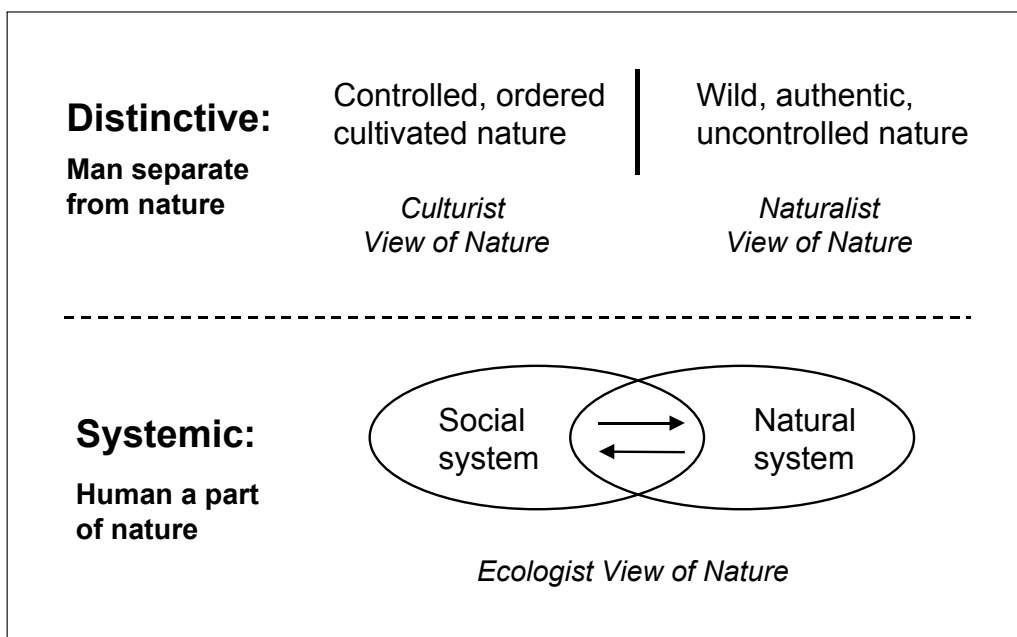 Distinctive:
Man separate
from nature
Controlled, ordered
cultivated nature
Culturist
View of Nature
Wild, authentic,
uncontrolled nature
Naturalist
View of Nature
Systemic:
Human a part
of nature
Social
system
Natural
system
Ecologist View of Nature